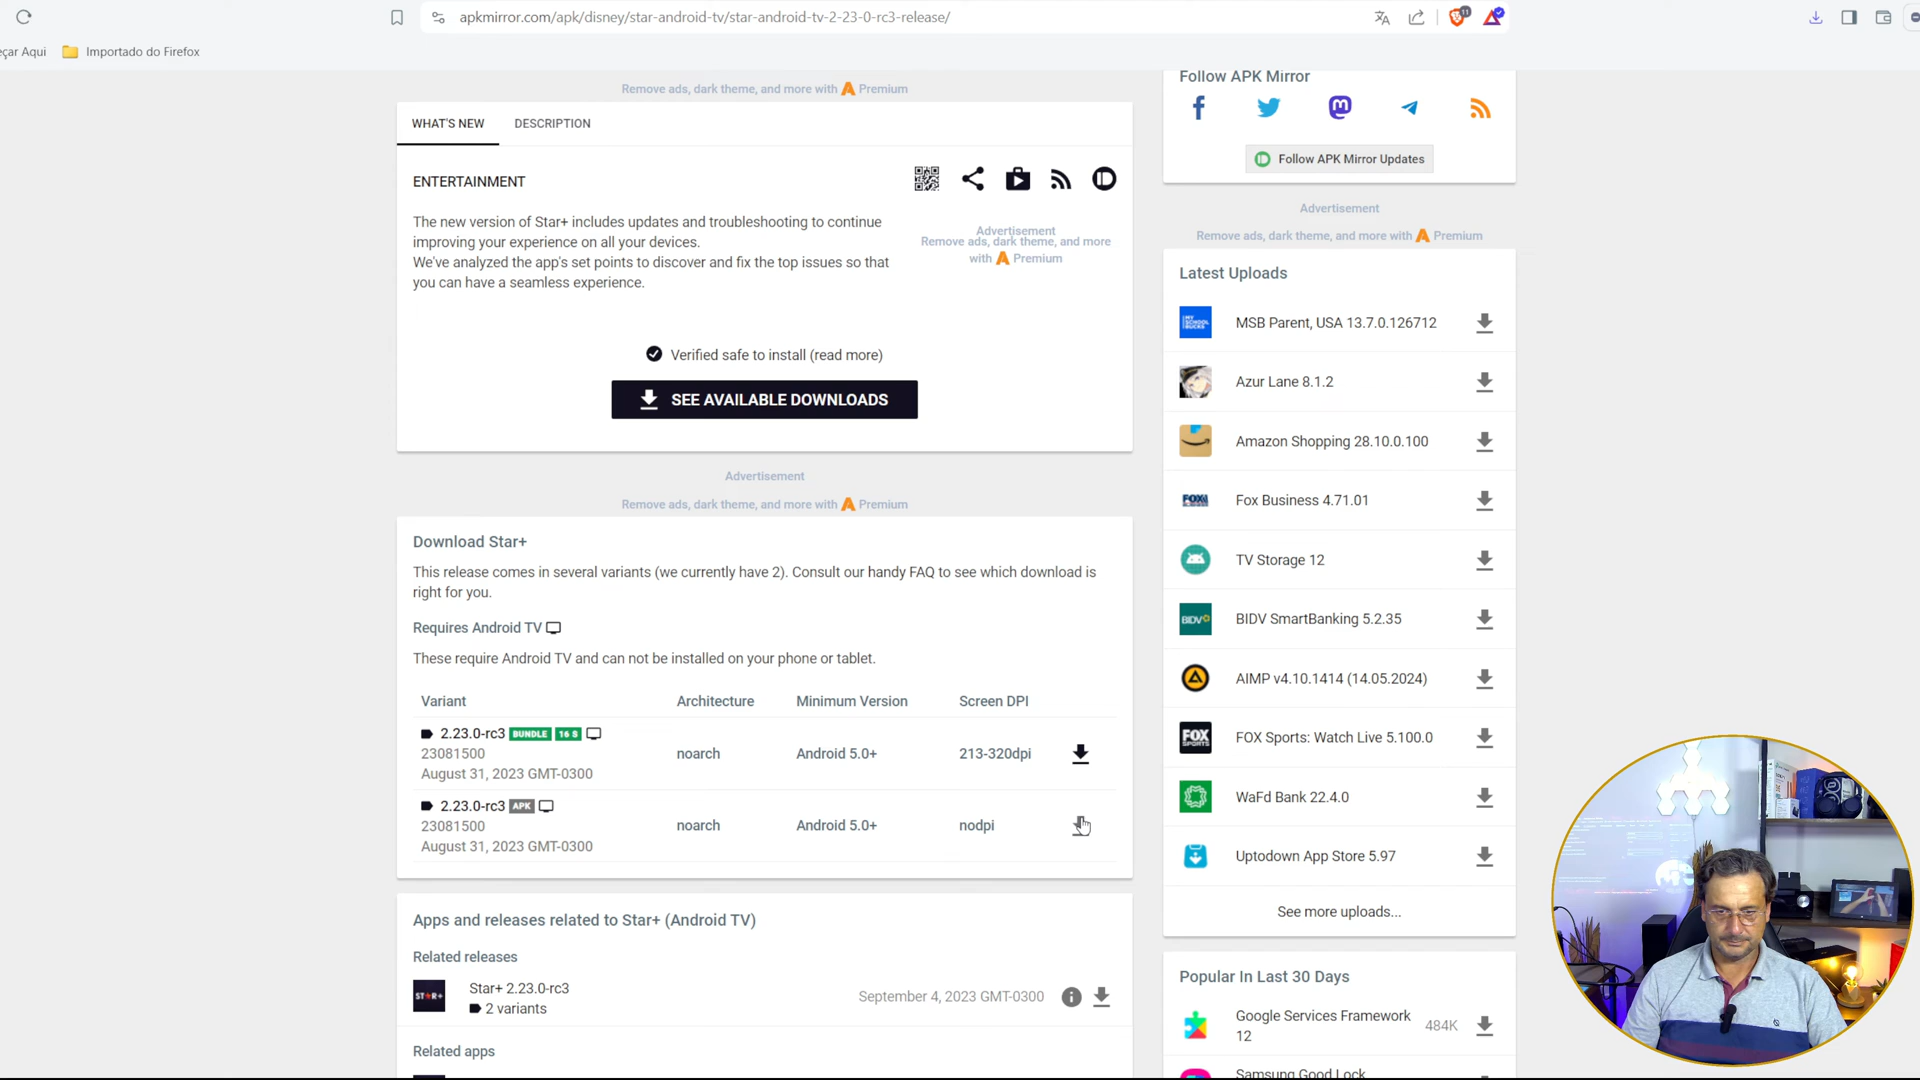 apkmirror.com/apk/disney/star-android-tv/star-android-tv-2-23-0-rc3-release/
11
eçar Aqui
Importado do Firefox
Remove ads, dark theme, and more with Premium
WHAT'S NEW
DESCRIPTION
ENTERTAINMENT
The new version of Star+ includes updates and troubleshooting to continue
improving your experience on all your devices.
We've analyzed the app's set points to discover and fix the top issues so that
you can have a seamless experience.
Advertisement
Remove ads, dark theme, and more
with Premium
Verified safe to install (read more)
SEE AVAILABLE DOWNLOADS
Advertisement
Remove ads, dark theme, and more with Premium
Download Star+
This release comes in several variants (we currently have 2). Consult our handy FAQ to see which download is
right for you.
Requires Android TV
These require Android TV and can not be installed on your phone or tablet.
Variant Architecture Minimum Version Screen DPI
2.23.0-rc3 BUNDLE 16 S
23081500 noarch Android 5.0+ 213-320dpi
August 31, 2023 GMT-0300
2.23.0-rc3 APK
23081500 noarch Android 5.0+ nodpi
August 31, 2023 GMT-0300
Apps and releases related to Star+ (Android TV)
Related releases
STAR+
Star+ 2.23.0-rc3
2 variants
September 4, 2023 GMT-0300
Related apps
Follow APK Mirror
Follow APK Mirror Updates
Advertisement
Remove ads, dark theme, and more with Premium
Latest Uploads
MSB Parent, USA 13.7.0.126712
Azur Lane 8.1.2
Amazon Shopping 28.10.0.100
Fox Business 4.71.01
TV Storage 12
BIDV
BIDV SmartBanking 5.2.35
AIMP v4.10.1414 (14.05.2024)
FOX SPORTS
FOX Sports: Watch Live 5.100.0
WaFd Bank 22.4.0
Uptodown App Store 5.97
See more uploads...
Popular In Last 30 Days
Google Services Framework
12
484K
Samsung Good Lock